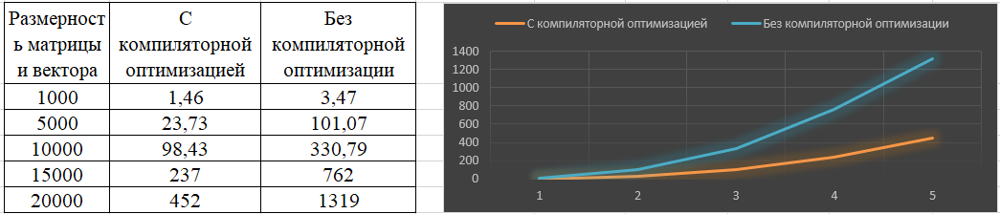 Размерност
ь матрицы
и вектора
С
компиляторной
оптимизацией
Без
компиляторной
оптимизации
1000 1,46 3,47
5000 23,73 101,07
10000 98,43 330,79
15000 237 762
20000 452 1319
С компиляторной оптимизацией Без компиляторной оптимизации
1400
1200
1000
800
600
400
200
0
1 2 3 4 5